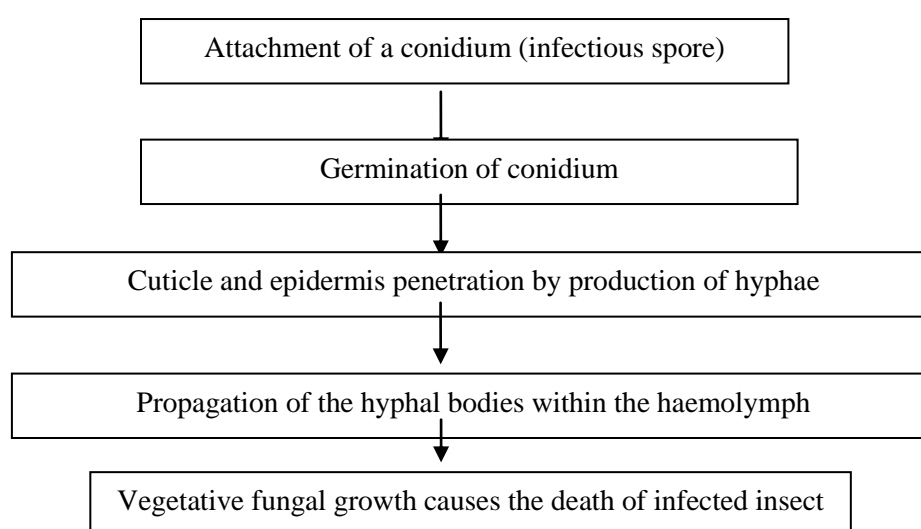 Attachment of a conidium (infectious spore)
Germination of conidium
Cuticle and epidermis penetration by production of hyphae
Propagation of the hyphal bodies within the haemolymph
Vegetative fungal growth causes the death of infected insect